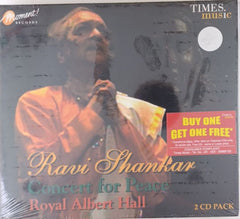 Moment!
RECORDS
TIMES
music
BUY ONE
GET ONE FREE*
Ravi Shankar
Concert for Peace
Royal Albert Hall
2 CD PACK